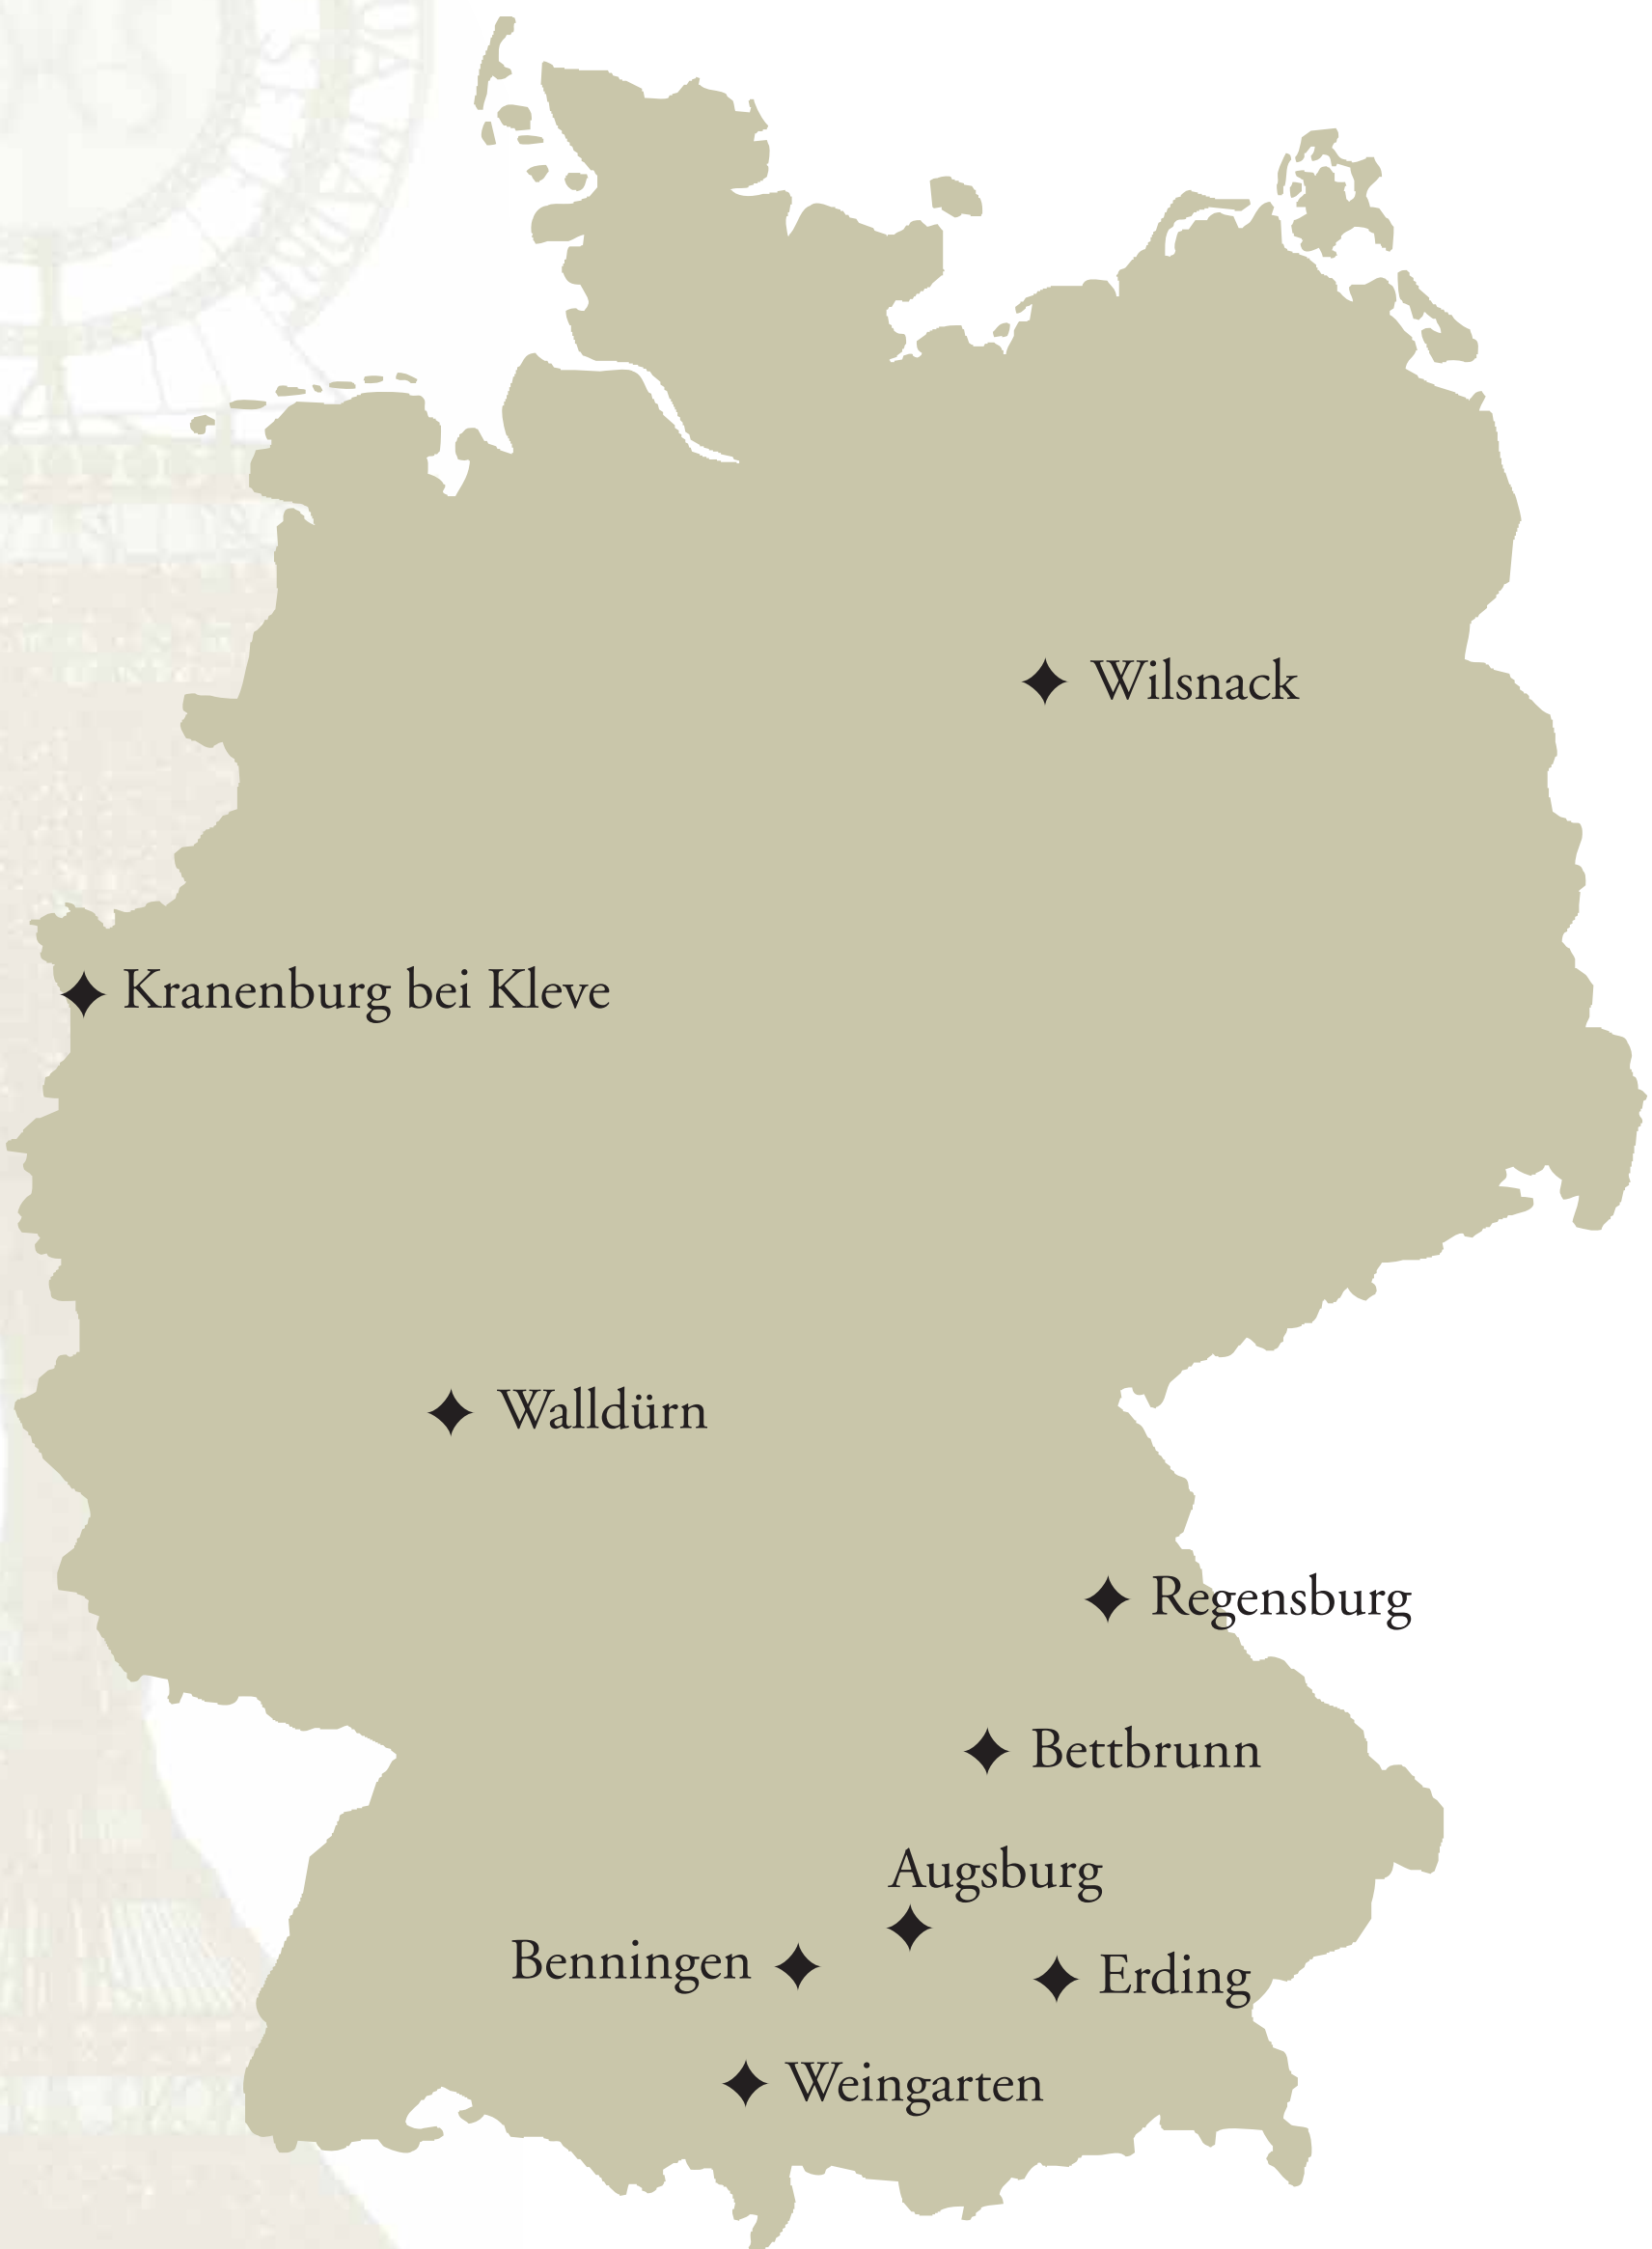 Wilsnack
Kranenburg bei Kleve
Walldürn
Regensburg
Bettbrunn
Augsburg
Benningen
Erding
Weingarten